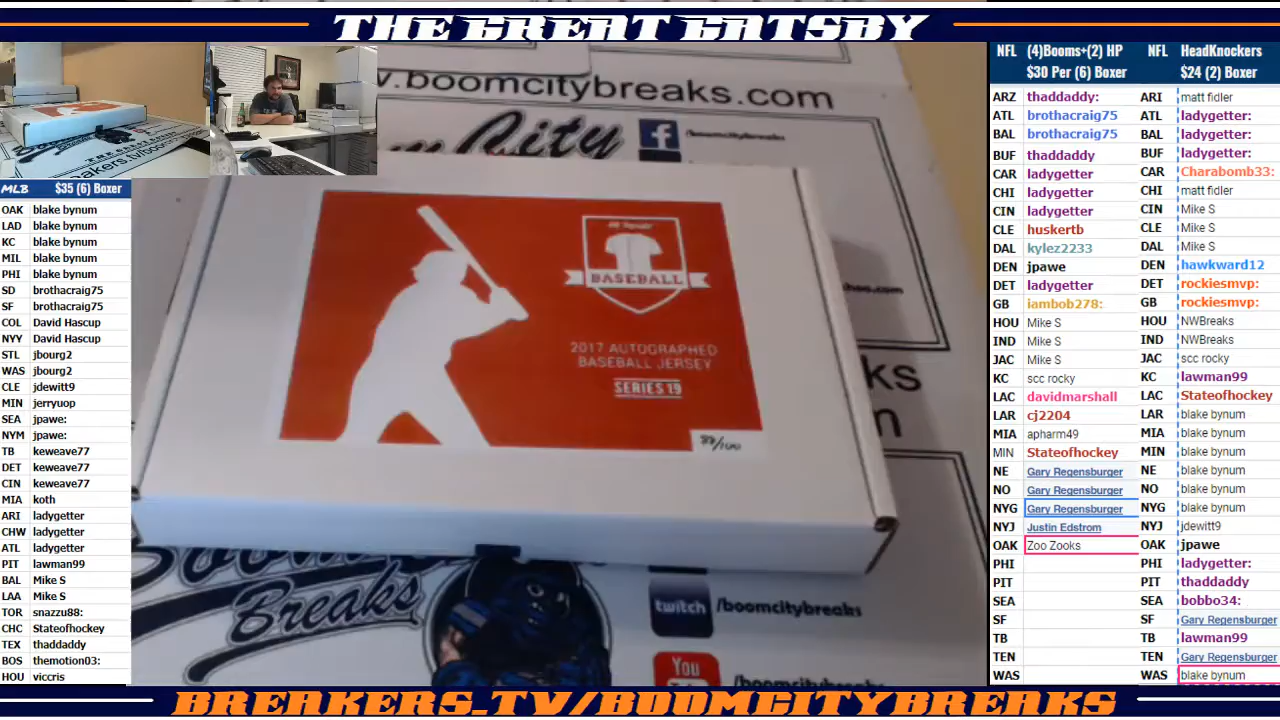 THE GREAT GATSBY
MLB $35 (6) Boxer
OAK blake bynum
LAD blake bynum
KC blake bynum
MIL blake bynum
PHI blake bynum
SD brothacraig75
SF brothacraig75
COL David Hascup
NYY David Hascup
STL jbourg2
WAS jbourg2
CLE jdewitt9
MIN jerryuop
SEA jpawe:
NYM jpawe:
TB keweave77
DET keweave77
CIN keweave77
MIA koth
ARI ladygetter
CHW ladygetter
ATL ladygetter
PIT lawman99
BAL Mike S
LAA Mike S
TOR snazzu88:
CHC Stateofhockey
TEX thaddaddy
BOS themotion03:
HOU viccris
www.boomcitybreaks.com
City
/boomcitybreaks
BASEBALL
2017 AUTOGRAPHED
BASEBALL JERSEY
SERIES 19
/100
Breaks
twitch /boomcitybreaks
You /boomcitybreaks
NFL (4)Booms+(2) HP
$30 Per (6) Boxer
ARZ thaddaddy:
ATL brothacraig75
BAL brothacraig75
BUF thaddaddy
CAR ladygetter
CHI ladygetter
CIN ladygetter
CLE huskertb
DAL kylez2233
DEN jpawe
DET ladygetter
GB iambob278:
HOU Mike S
IND Mike S
JAC Mike S
KC scc rocky
LAC davidmarshall
LAR cj2204
MIA apharm49
MIN Stateofhockey
NE Gary Regensburger
NO Gary Regensburger
NYG Gary Regensburger
NYJ Justin Edstrom
OAK Zoo Zooks
PHI
PIT
SEA
SF
TB
TEN
WAS
NFL HeadKnockers
$24 (2) Boxer
ARI matt fidler
ATL ladygetter:
BAL ladygetter:
BUF ladygetter:
CAR Charabomb33:
CHI matt fidler
CIN Mike S
CLE Mike S
DAL Mike S
DEN hawkward12
DET rockiesmvp:
GB rockiesmvp:
HOU NWBreaks
IND NWBreaks
JAC scc rocky
KC lawman99
LAC Stateofhockey
LAR blake bynum
MIA blake bynum
MIN blake bynum
NE blake bynum
NO blake bynum
NYG blake bynum
NYJ jdewitt9
OAK jpawe
PHI ladygetter:
PIT thaddaddy
SEA bobbo34:
SF Gary Regensburger
TB lawman99
TEN Gary Regensburger
WAS blake bynum
BREAKERS.TV/BOOMCITYBREAKS